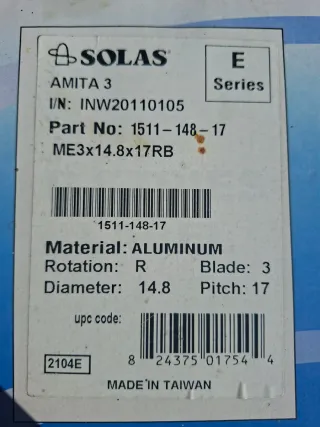 SOLAS®
E
Series
AMITA 3
I/N: INW20110105
Part No: 1511-148-17
ME3x14.8x17RB
1511-148-17
Material: ALUMINUM
Rotation: R Blade: 3
Diameter: 14.8 Pitch: 17
upc code:
8 24375 01754 4
2104E
MADE IN TAIWAN